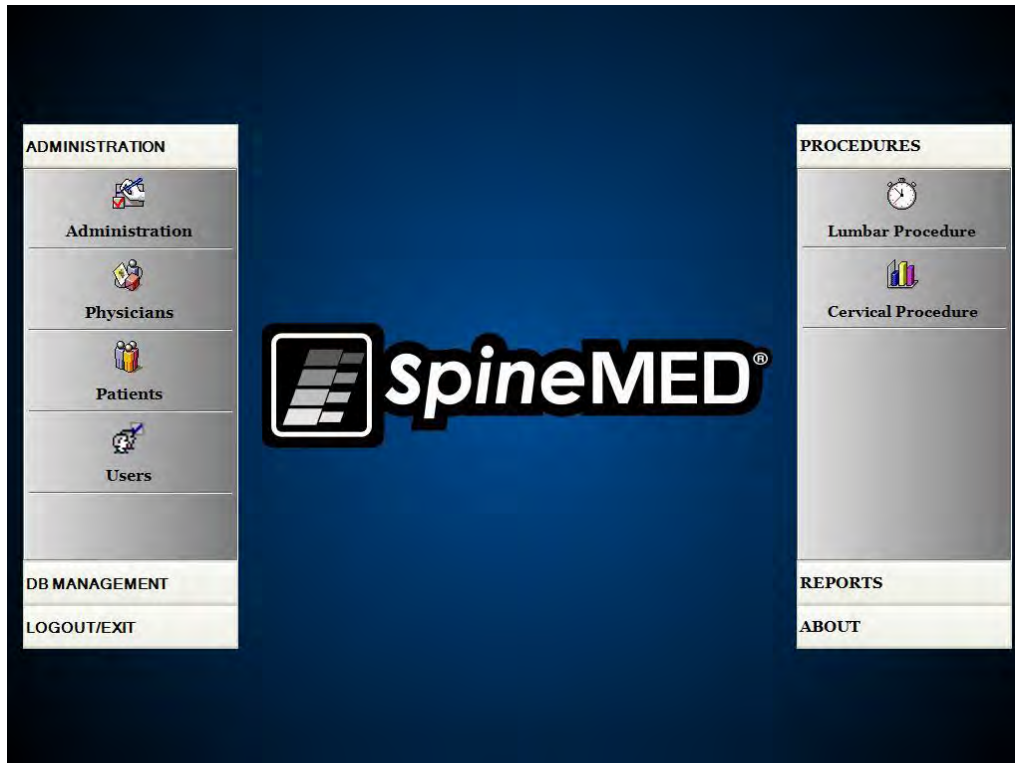 ADMINISTRATION
Administration
Physicians
Patients
Users
DB MANAGEMENT
LOGOUT/EXIT
SpineMED®
PROCEDURES
Lumbar Procedure
Cervical Procedure
REPORTS
ABOUT